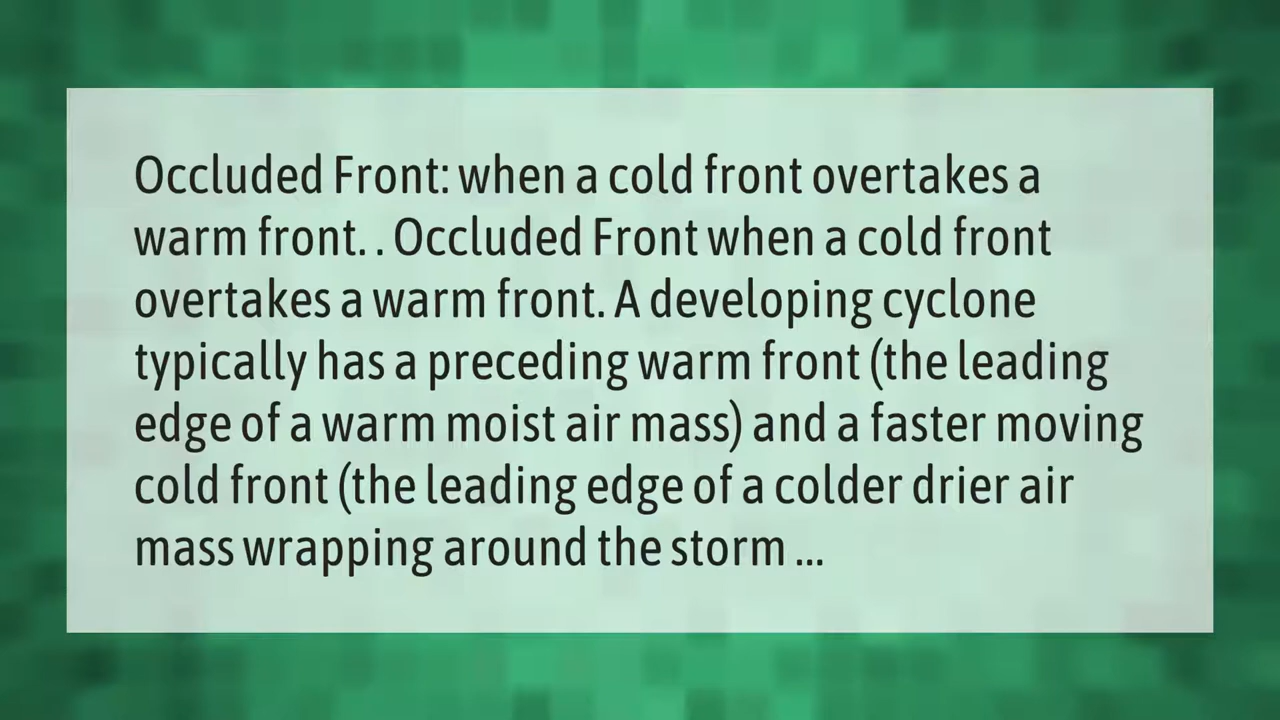 Occluded Front: when a cold front overtakes a
warm front. . Occluded Front when a cold front
overtakes a warm front. A developing cyclone
typically has a preceding warm front (the leading
edge of a warm moist air mass) and a faster moving
cold front (the leading edge of a colder drier air
mass wrapping around the storm ...